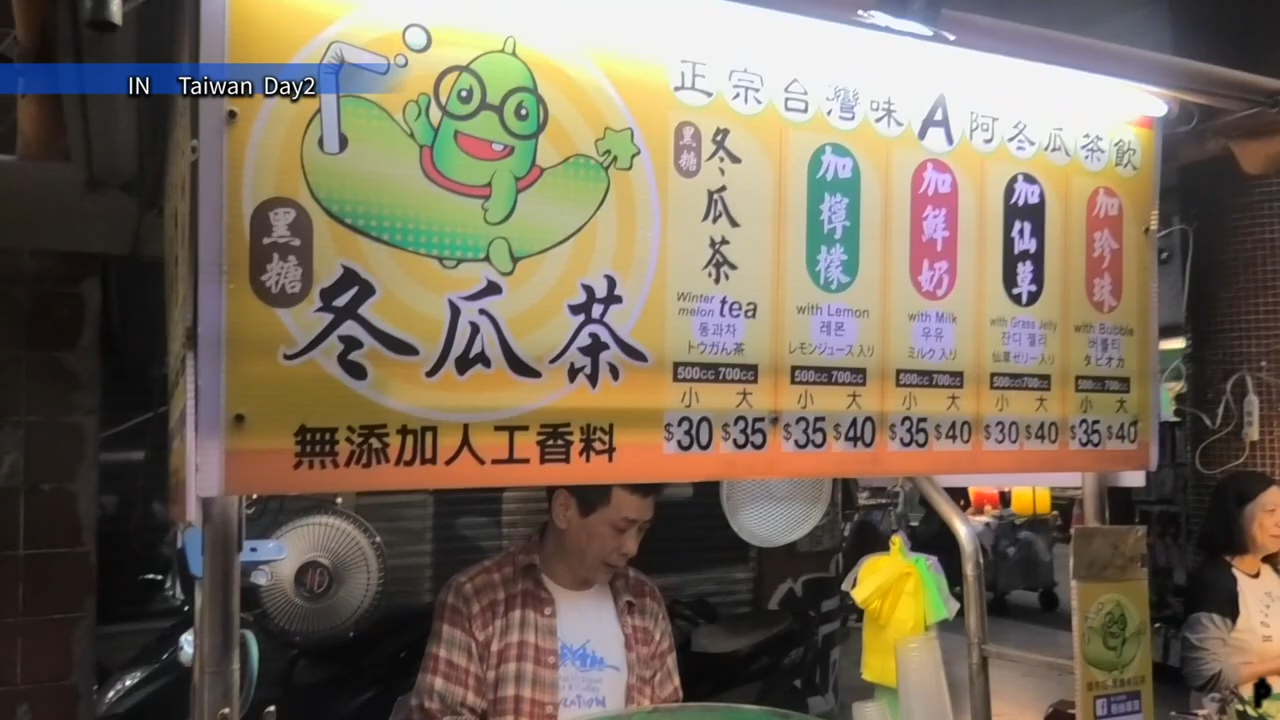 IN Taiwan Day2
正宗台灣味 A 阿冬瓜茶飲
黑糖
冬瓜茶
無添加人工香料
黑糖
冬瓜茶
Winter melon tea
동과차
トウガん茶
500cc 700cc
小 大
$30 $35
加檸檬
with Lemon
레몬
レモンジュース入り
500cc 700cc
小 大
$35 $40
加鮮奶
with Milk
우유
ミルク入り
500cc 700cc
小 大
$35 $40
加仙草
with Grass Jelly
잔디 젤리
仙草ゼリー入り
500cc 700cc
小 大
$30 $40
加珍珠
with Bubble
버블티
タピオカ
500cc 700cc
小 大
$35 $40